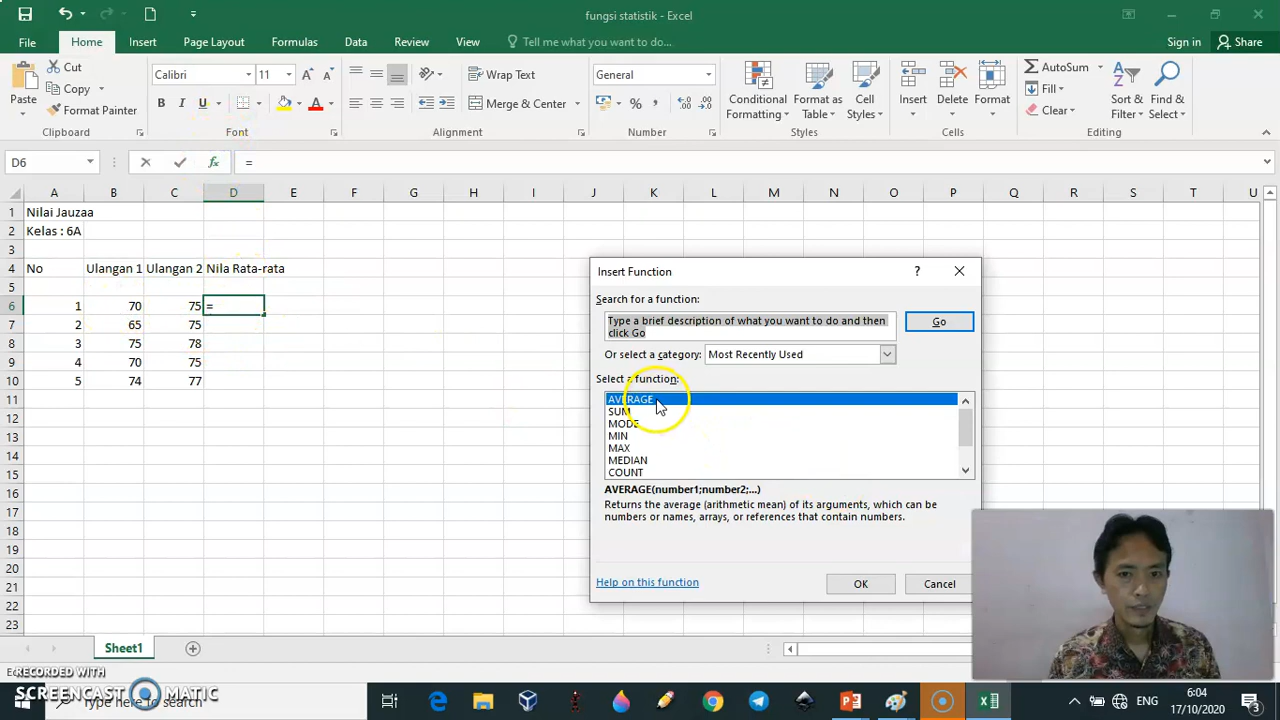 fungsi statistik - Excel
File Home Insert Page Layout Formulas Data Review View Tell me what you want to do... Sign in Share
Paste Cut Copy Format Painter Clipboard
Calibri 11 B I U A Font
Wrap Text Merge & Center Alignment
General % , Number
Conditional Formatting Format as Table Cell Styles Styles
Insert Delete Format Cells
AutoSum Fill Clear Sort & Filter Find & Select Editing
D6 fx =
A B C D E F G H I J K L M N O P Q R S T U
1 Nilai Jauzaa
2 Kelas : 6A
3
4 No Ulangan 1 Ulangan 2 Nila Rata-rata
5
6 1 70 75 =
7 2 65 75
8 3 75 78
9 4 70 75
10 5 74 77
11
12
13
14
15
16
17
18
19
20
21
22
23
Insert Function ?
Search for a function:
Type a brief description of what you want to do and then
click Go
Go
Or select a category: Most Recently Used
Select a function:
AVERAGE
SUM
MODE
MIN
MAX
MEDIAN
COUNT
AVERAGE(number1;number2;...)
Returns the average (arithmetic mean) of its arguments, which can be
numbers or names, arrays, or references that contain numbers.
Help on this function OK Cancel
Sheet1
RECORDED WITH
SCREENCAST MATIC
Type here to search
ENG 6:04
17/10/2020 3